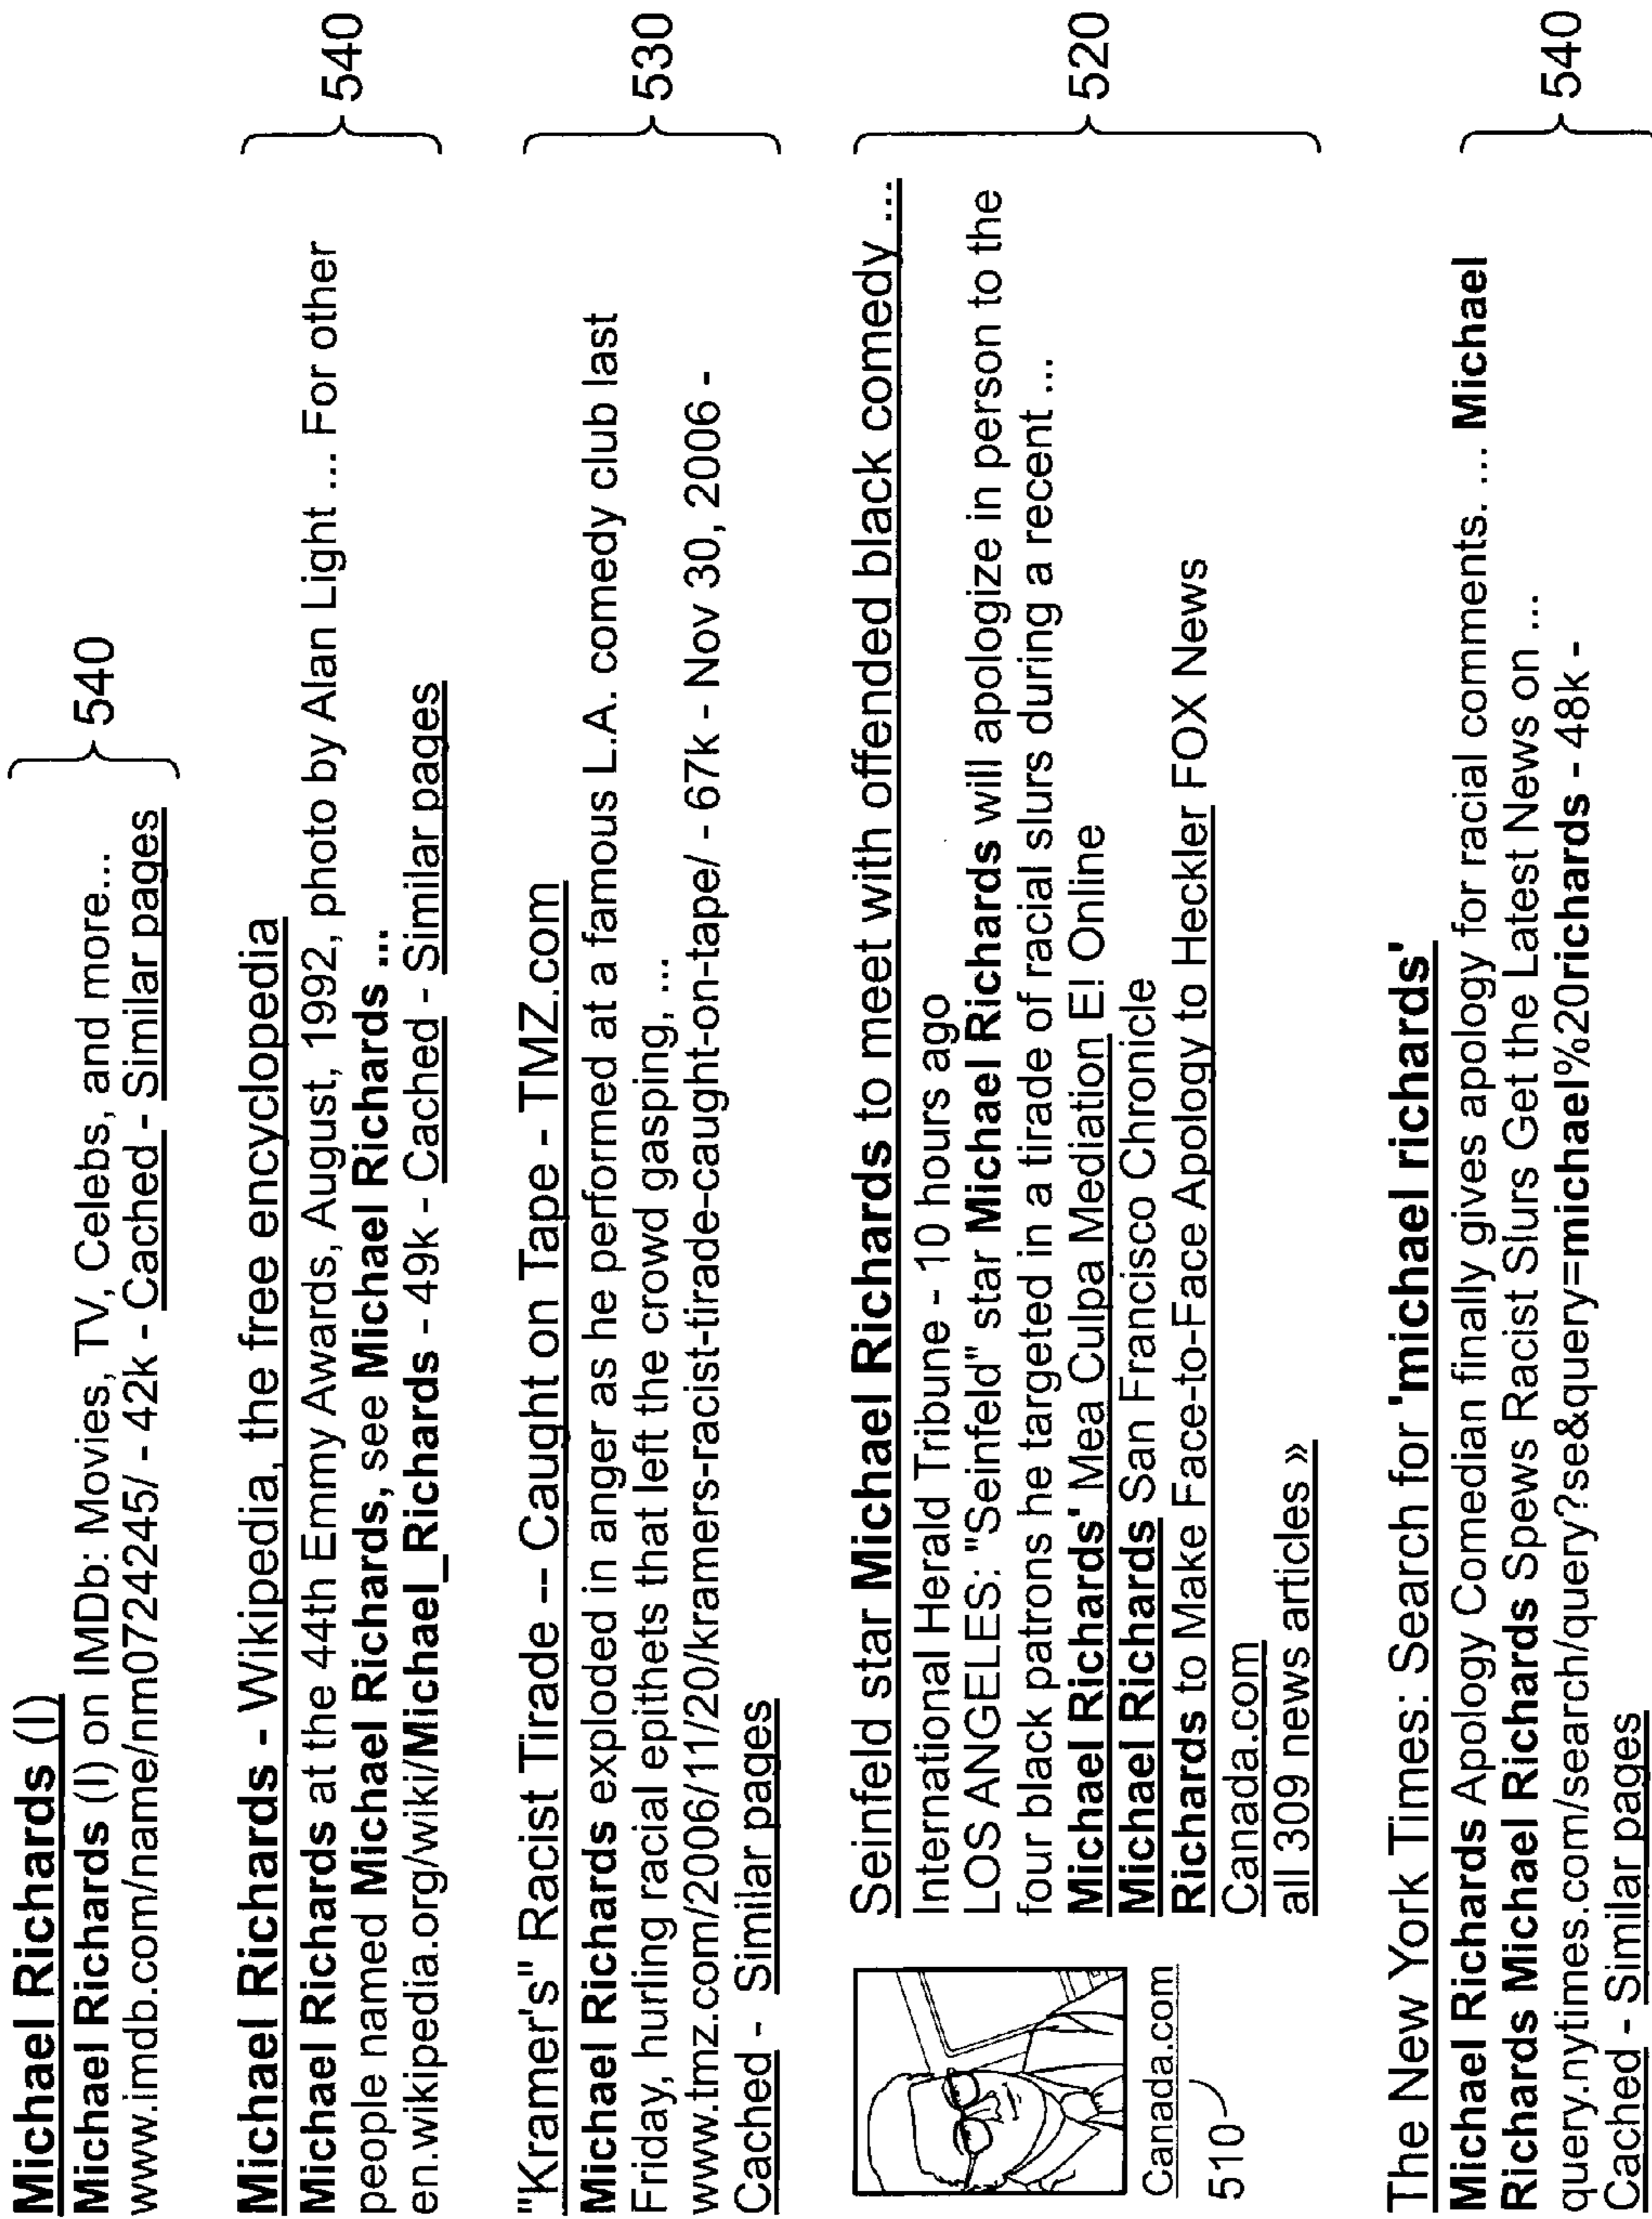 Michael Richards (I)
Michael Richards (I) on IMDb: Movies, TV, Celebs, and more...
www.imdb.com/name/nm0724245/ - 42k - Cached - Similar pages
540
Michael Richards - Wikipedia, the free encyclopedia
Michael Richards at the 44th Emmy Awards, August, 1992, photo by Alan Light ... For other
people named Michael Richards, see Michael Richards ...
en.wikipedia.org/wiki/Michael_Richards - 49k - Cached - Similar pages
540
"Kramer's" Racist Tirade -- Caught on Tape - TMZ.com
Michael Richards exploded in anger as he performed at a famous L.A. comedy club last
Friday, hurling racial epithets that left the crowd gasping, ...
www.tmz.com/2006/11/20/kramers-racist-tirade-caught-on-tape/ - 67k - Nov 30, 2006 -
Cached - Similar pages
530
Seinfeld star Michael Richards to meet with offended black comedy ...
International Herald Tribune - 10 hours ago
LOS ANGELES: "Seinfeld" star Michael Richards will apologize in person to the
four black patrons he targeted in a tirade of racial slurs during a recent ...
Michael Richards' Mea Culpa Mediation E! Online
Michael Richards San Francisco Chronicle
Richards to Make Face-to-Face Apology to Heckler FOX News
Canada.com
all 309 news articles »
520
Canada.com
510
The New York Times: Search for 'michael richards'
Michael Richards Apology Comedian finally gives apology for racial comments. ... Michael
Richards Michael Richards Spews Racist Slurs Get the Latest News on ...
query.nytimes.com/search/query?se&query=michael%20richards - 48k -
Cached - Similar pages
540